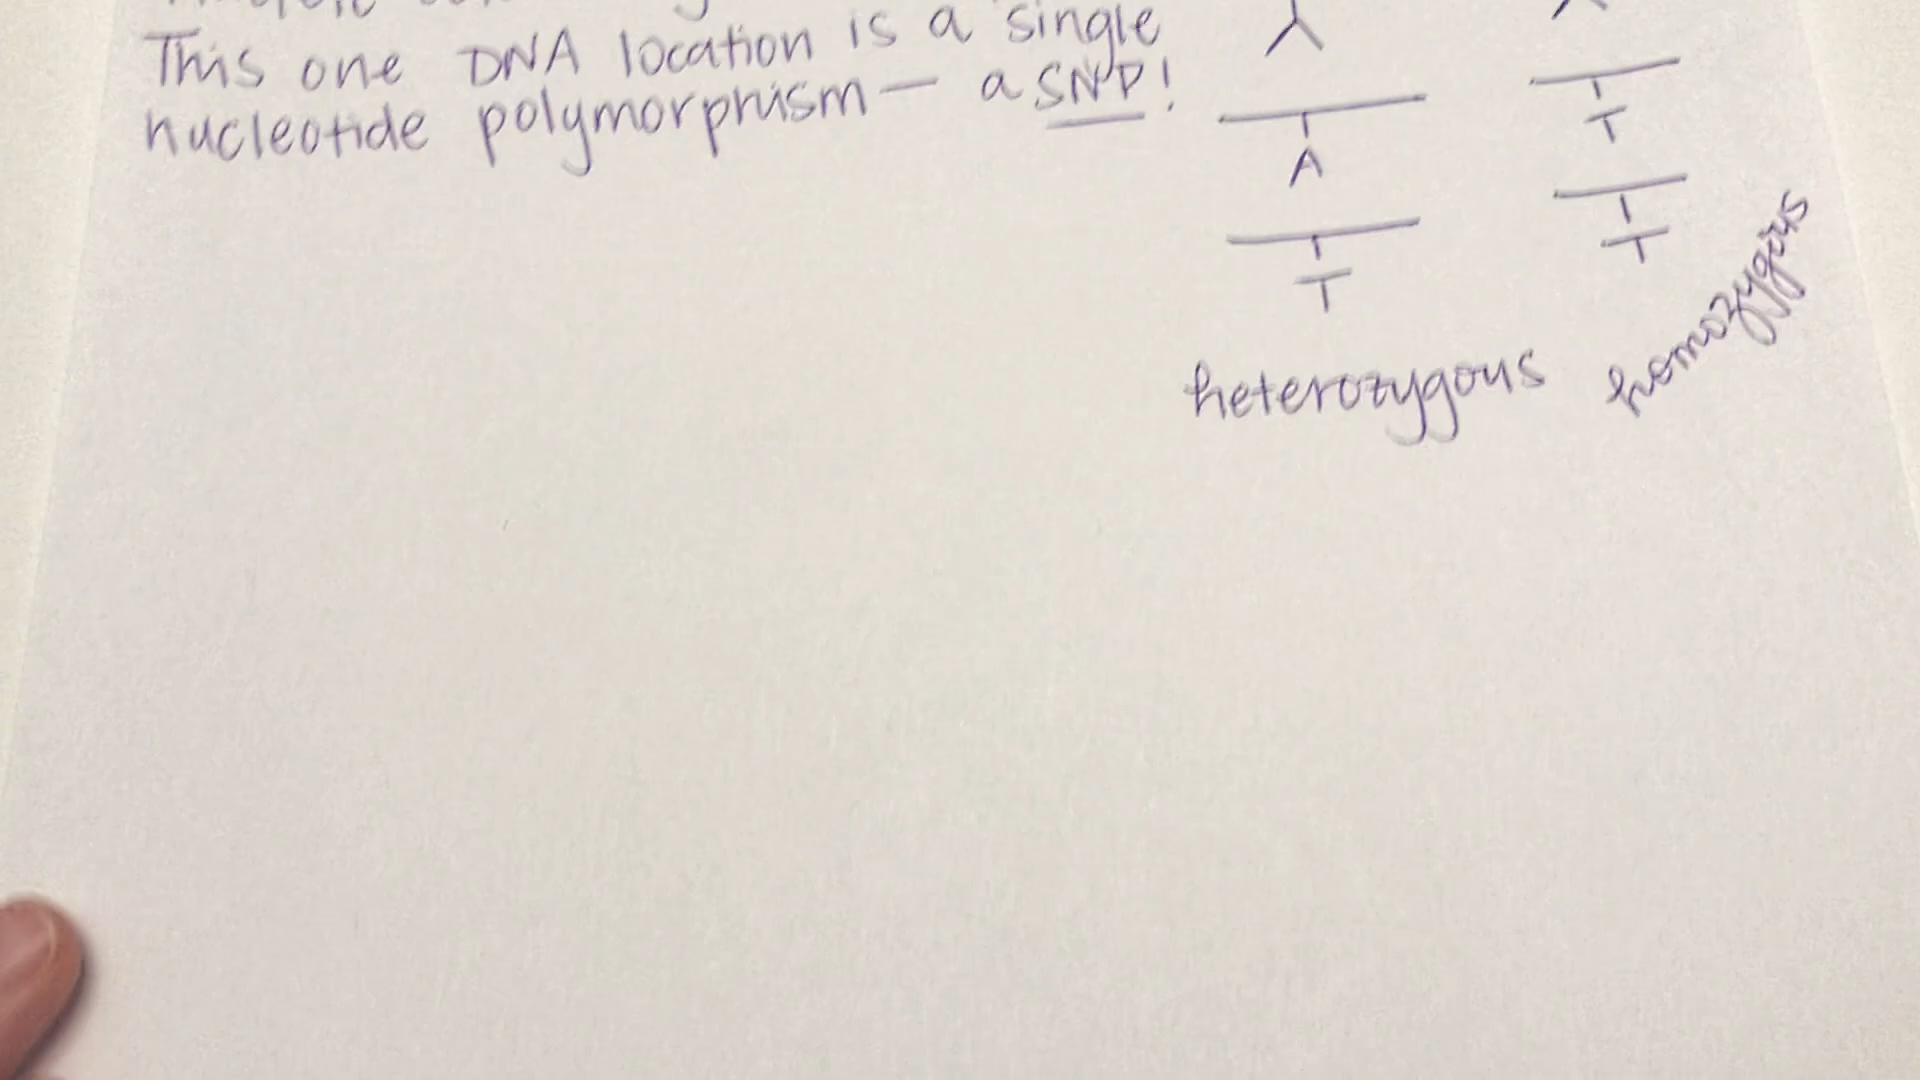 This one DNA location is a single
nucleotide polymorphism — a SNP!
A
T
heterozygous
T
T
homozygous